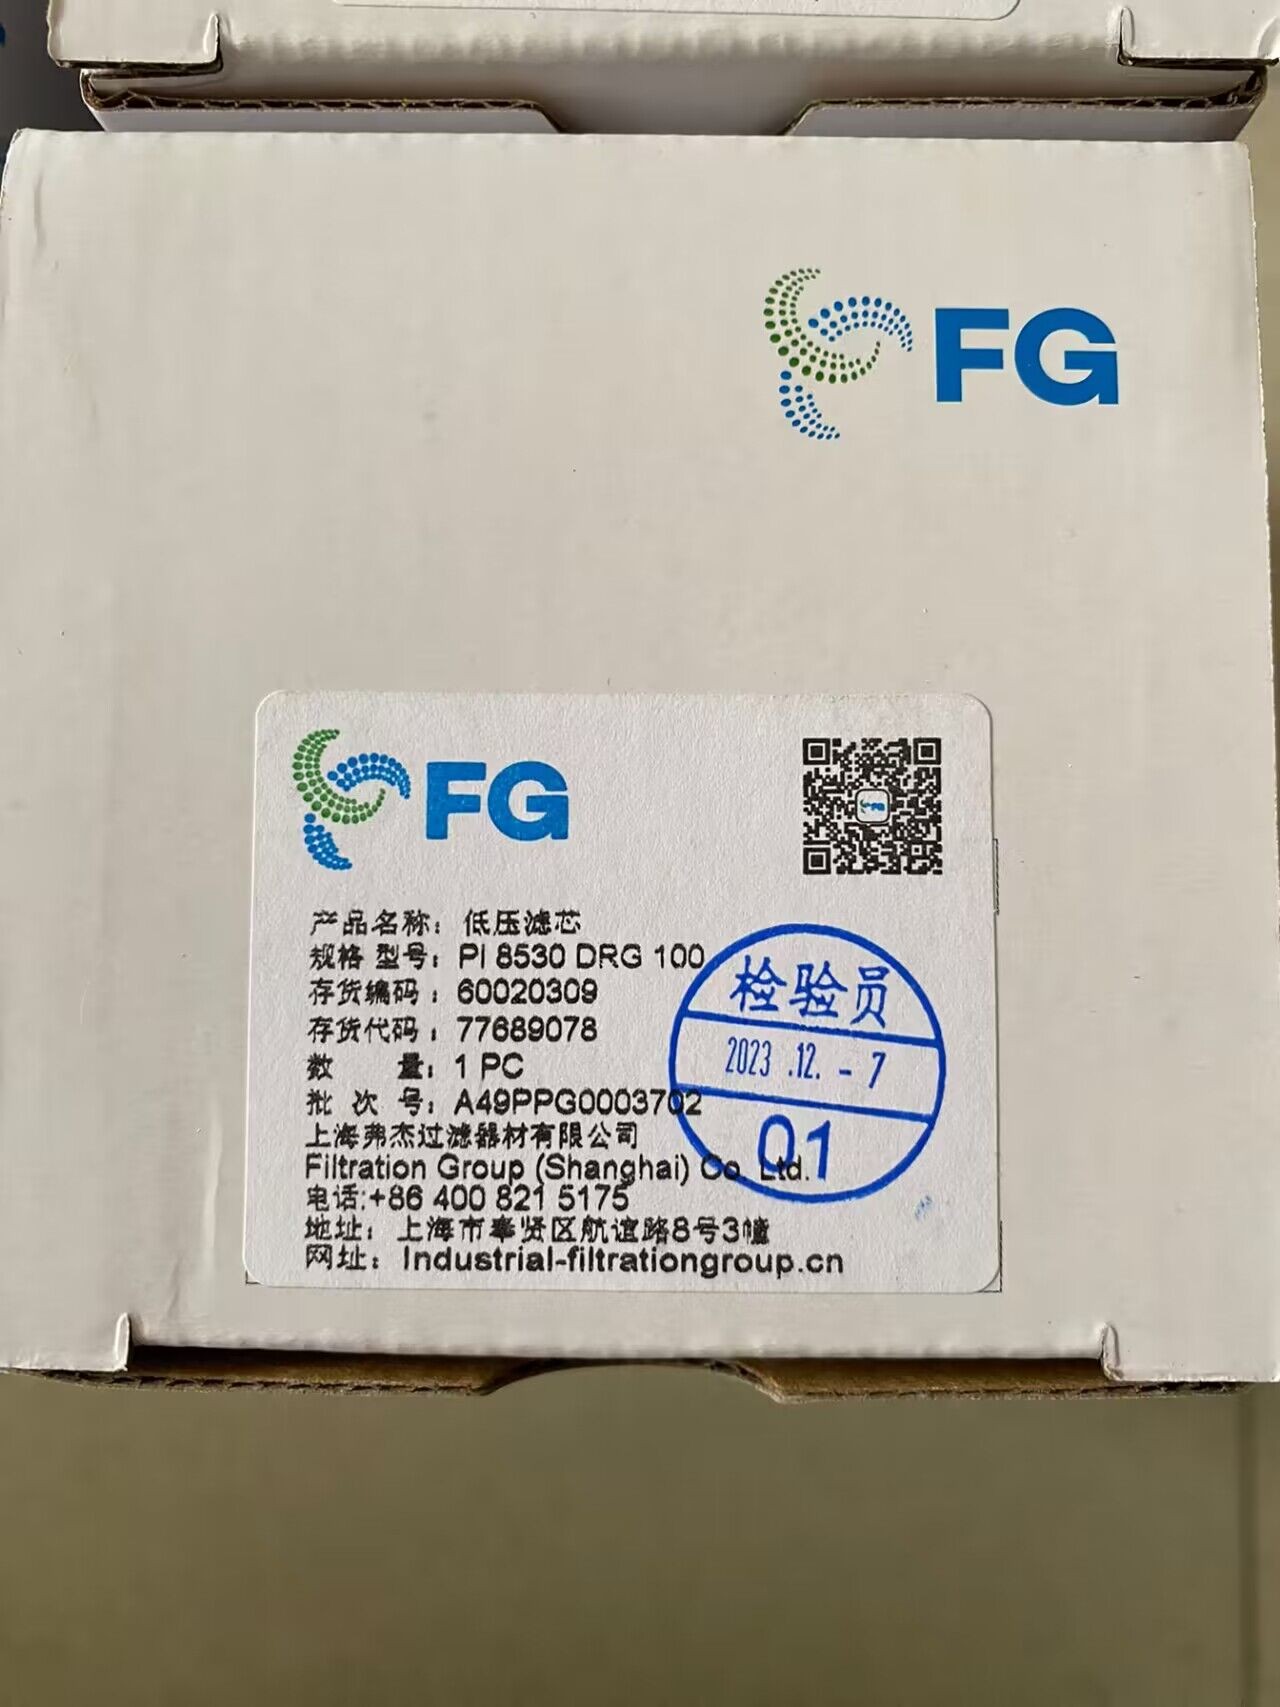 FG
FG
产品名称：低压滤芯
规格型号：PI 8530 DRG 100
存货编码：60020309
存货代码：77689078
数 量：1 PC
批 次 号：A49PPG0003702
上海弗杰过滤器材有限公司
Filtration Group (Shanghai) Co. Ltd.
电话:+86 400 821 5175
地址：上海市奉贤区航谊路8号3幢
网址：Industrial-filtrationgroup.cn
检验员
2023.12.-7
01